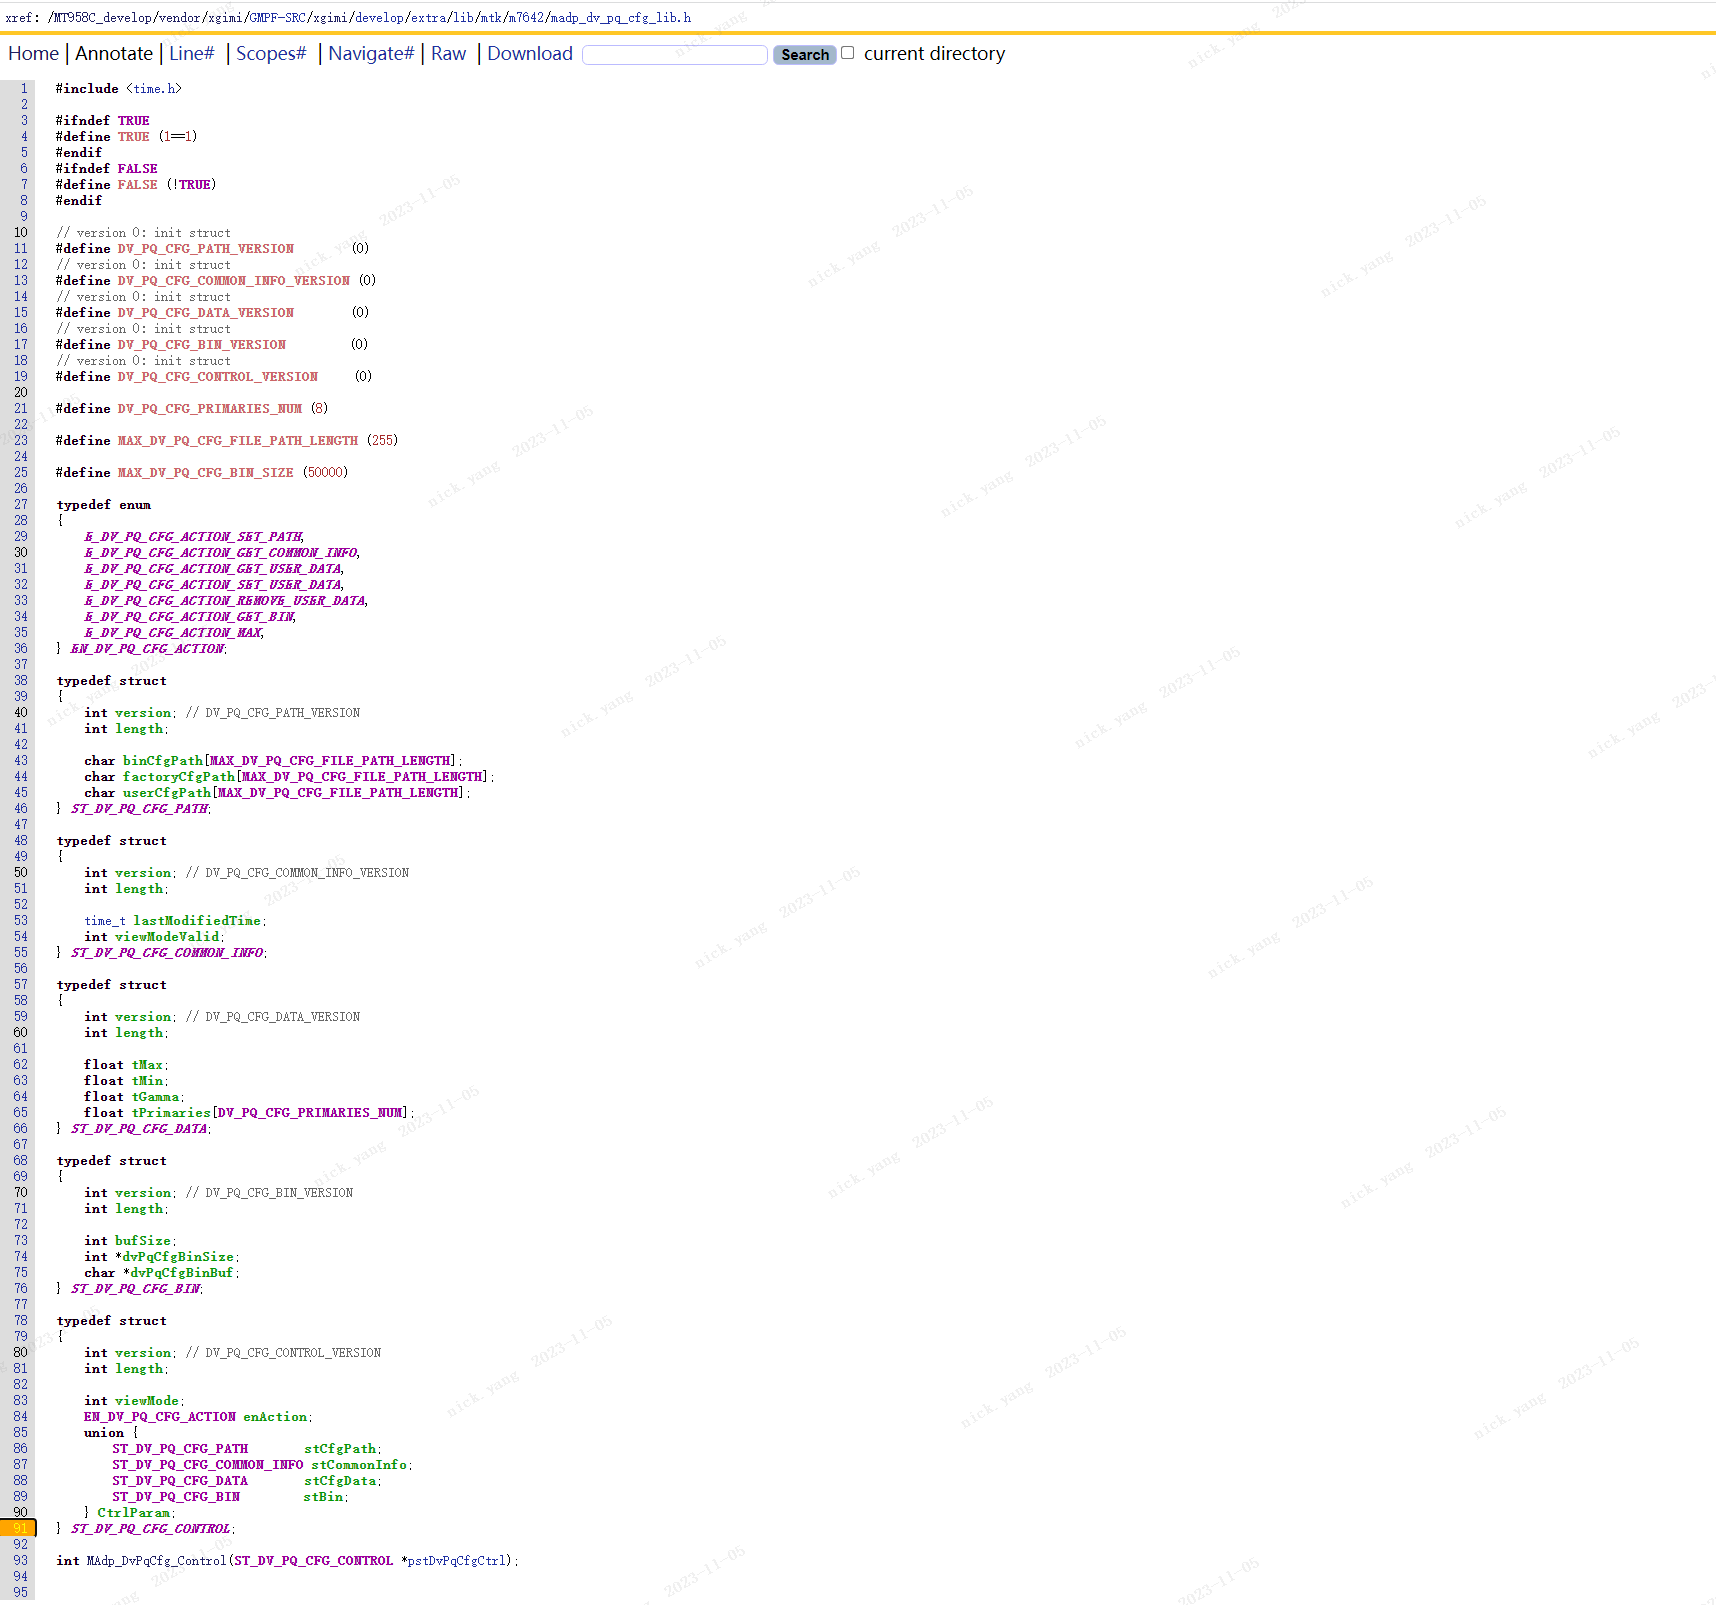 xref: /MT958C_develop/vendor/xgimi/GMPF-SRC/xgimi/develop/extra/lib/mtk/m7642/madp_dv_pq_cfg_lib.h
Home | Annotate | Line# | Scopes# | Navigate# | Raw | Download Search current directory
1 #include <time.h>
2
3 #ifndef TRUE
4 #define TRUE (1==1)
5 #endif
6 #ifndef FALSE
7 #define FALSE (!TRUE)
8 #endif
9
10 // version 0: init struct
11 #define DV_PQ_CFG_PATH_VERSION (0)
12 // version 0: init struct
13 #define DV_PQ_CFG_COMMON_INFO_VERSION (0)
14 // version 0: init struct
15 #define DV_PQ_CFG_DATA_VERSION (0)
16 // version 0: init struct
17 #define DV_PQ_CFG_BIN_VERSION (0)
18 // version 0: init struct
19 #define DV_PQ_CFG_CONTROL_VERSION (0)
20
21 #define DV_PQ_CFG_PRIMARIES_NUM (8)
22
23 #define MAX_DV_PQ_CFG_FILE_PATH_LENGTH (255)
24
25 #define MAX_DV_PQ_CFG_BIN_SIZE (50000)
26
27 typedef enum
28 {
29 E_DV_PQ_CFG_ACTION_SET_PATH,
30 E_DV_PQ_CFG_ACTION_GET_COMMON_INFO,
31 E_DV_PQ_CFG_ACTION_GET_USER_DATA,
32 E_DV_PQ_CFG_ACTION_SET_USER_DATA,
33 E_DV_PQ_CFG_ACTION_REMOVE_USER_DATA,
34 E_DV_PQ_CFG_ACTION_GET_BIN,
35 E_DV_PQ_CFG_ACTION_MAX,
36 } EN_DV_PQ_CFG_ACTION;
37
38 typedef struct
39 {
40 int version; // DV_PQ_CFG_PATH_VERSION
41 int length;
42
43 char binCfgPath[MAX_DV_PQ_CFG_FILE_PATH_LENGTH];
44 char factoryCfgPath[MAX_DV_PQ_CFG_FILE_PATH_LENGTH];
45 char userCfgPath[MAX_DV_PQ_CFG_FILE_PATH_LENGTH];
46 } ST_DV_PQ_CFG_PATH;
47
48 typedef struct
49 {
50 int version; // DV_PQ_CFG_COMMON_INFO_VERSION
51 int length;
52
53 time_t lastModifiedTime;
54 int viewModeValid;
55 } ST_DV_PQ_CFG_COMMON_INFO;
56
57 typedef struct
58 {
59 int version; // DV_PQ_CFG_DATA_VERSION
60 int length;
61
62 float tMax;
63 float tMin;
64 float tGamma;
65 float tPrimaries[DV_PQ_CFG_PRIMARIES_NUM];
66 } ST_DV_PQ_CFG_DATA;
67
68 typedef struct
69 {
70 int version; // DV_PQ_CFG_BIN_VERSION
71 int length;
72
73 int bufSize;
74 int *dvPqCfgBinSize;
75 char *dvPqCfgBinBuf;
76 } ST_DV_PQ_CFG_BIN;
77
78 typedef struct
79 {
80 int version; // DV_PQ_CFG_CONTROL_VERSION
81 int length;
82
83 int viewMode;
84 EN_DV_PQ_CFG_ACTION enAction;
85 union {
86 ST_DV_PQ_CFG_PATH stCfgPath;
87 ST_DV_PQ_CFG_COMMON_INFO stCommonInfo;
88 ST_DV_PQ_CFG_DATA stCfgData;
89 ST_DV_PQ_CFG_BIN stBin;
90 } CtrlParam;
91 } ST_DV_PQ_CFG_CONTROL;
92
93 int MAdp_DvPqCfg_Control(ST_DV_PQ_CFG_CONTROL *pstDvPqCfgCtrl);
94
95
nick.yang 2023-11-05